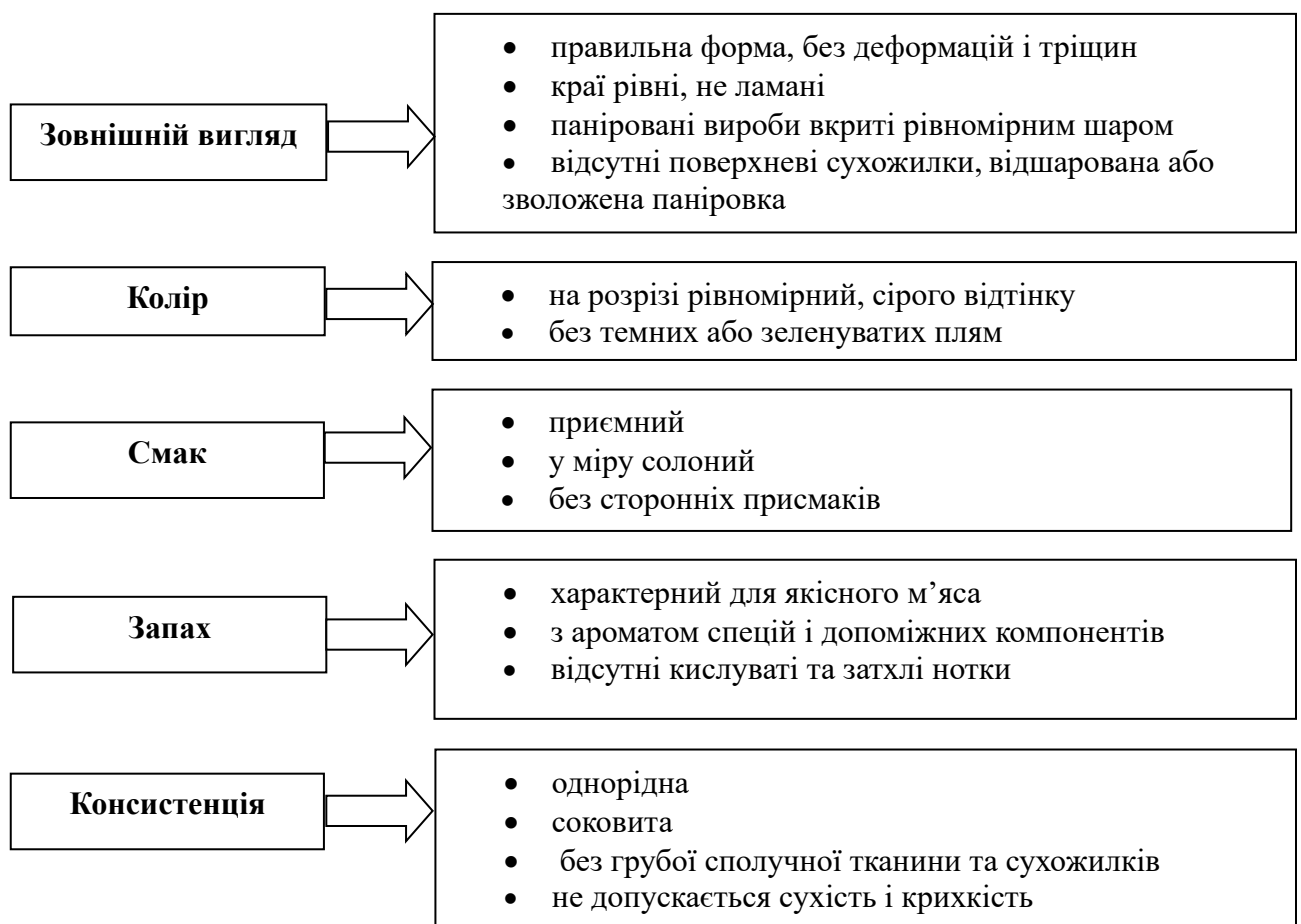 Зовнішній вигляд
• правильна форма, без деформацій і тріщин
• краї рівні, не ламані
• паніровані вироби вкриті рівномірним шаром
• відсутні поверхневі сухожилки, відшарована або
зволожена паніровка
Колір
• на розрізі рівномірний, сірого відтінку
• без темних або зеленуватих плям
Смак
• приємний
• у міру солоний
• без сторонніх присмаків
Запах
• характерний для якісного м’яса
• з ароматом спецій і допоміжних компонентів
• відсутні кислуваті та затхлі нотки
Консистенція
• однорідна
• соковита
• без грубої сполучної тканини та сухожилків
• не допускається сухість і крихкість